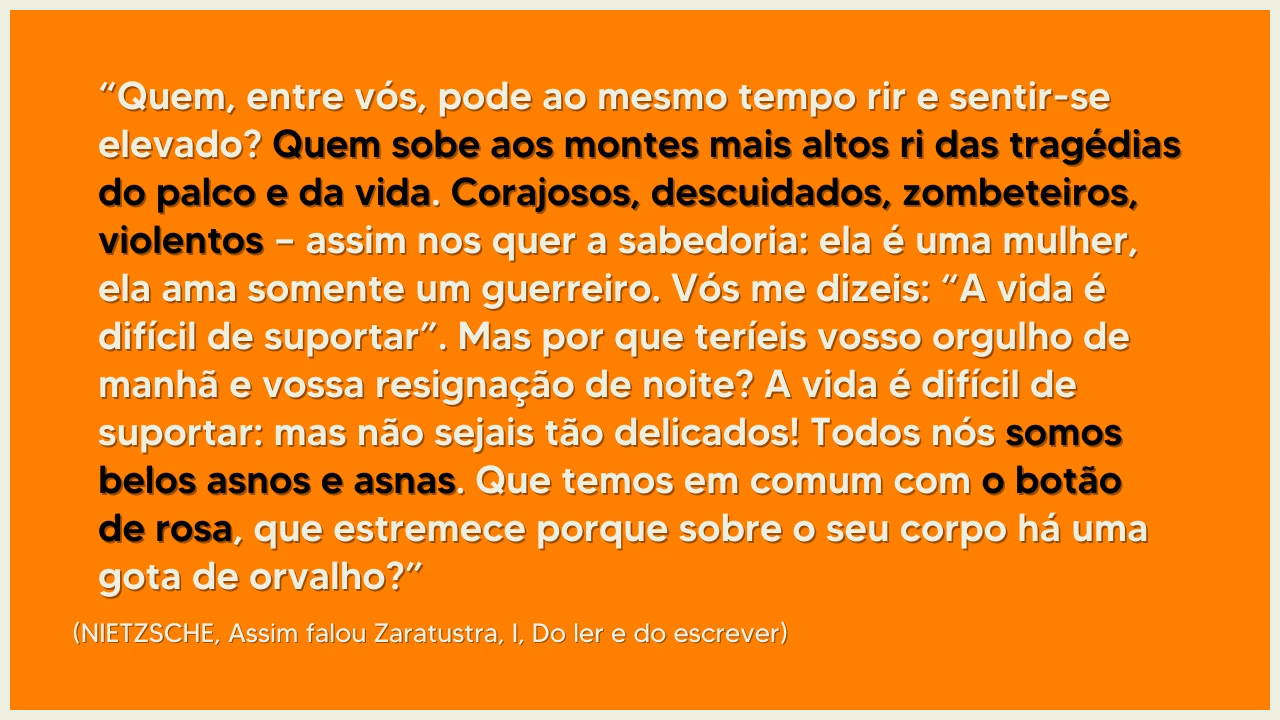 “Quem, entre vós, pode ao mesmo tempo rir e sentir-se
elevado? Quem sobe aos montes mais altos ri das tragédias
do palco e da vida. Corajosos, descuidados, zombeteiros,
violentos – assim nos quer a sabedoria: ela é uma mulher,
ela ama somente um guerreiro. Vós me dizeis: “A vida é
difícil de suportar”. Mas por que teríeis vosso orgulho de
manhã e vossa resignação de noite? A vida é difícil de
suportar: mas não sejais tão delicados! Todos nós somos
belos asnos e asnas. Que temos em comum com o botão
de rosa, que estremece porque sobre o seu corpo há uma
gota de orvalho?”
(NIETZSCHE, Assim falou Zaratustra, I, Do ler e do escrever)